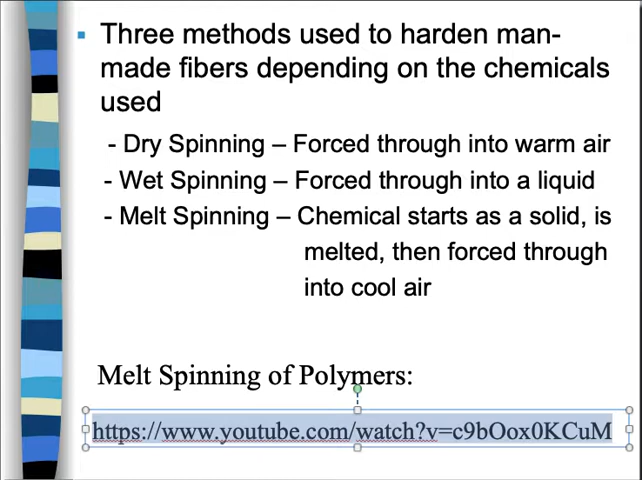 Three methods used to harden man-
made fibers depending on the chemicals
used
- Dry Spinning – Forced through into warm air
- Wet Spinning – Forced through into a liquid
- Melt Spinning – Chemical starts as a solid, is
melted, then forced through
into cool air
Melt Spinning of Polymers:
https://www.youtube.com/watch?v=c9bOox0KCuM